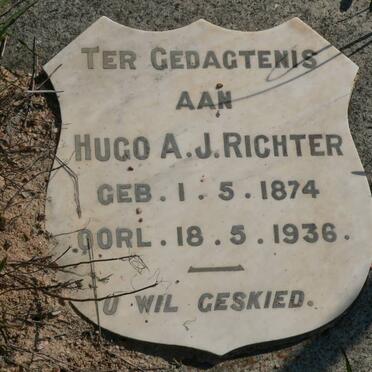 TER GEDAGTENIS
AAN
HUGO A.J. RICHTER
GEB. 1.5.1874
OORL. 18.5.1936.
U WIL GESKIED.